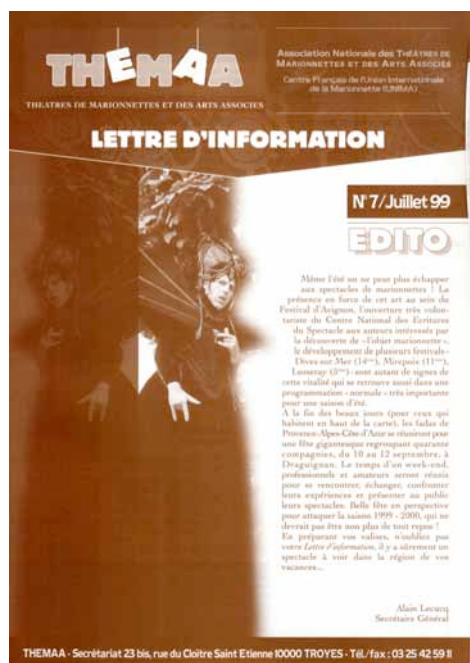 THEMAA
THEATRES DE MARIONNETTES ET DES ARTS ASSOCIES
Association Nationale des THÉÂTRES DE
MARIONNETTES ET DES ARTS ASSOCIÉS
Centre Français de l'Union Internationale
de la Marionnette (UNIMA)
LETTRE D'INFORMATION
N° 7/Juillet 99
EDITO
Même l'été on ne peut plus échapper
aux spectacles de marionnettes ! La
présence en force de cet art au sein du
Festival d'Avignon, l'ouverture très volon-
tariste du Centre National des Ecritures
du Spectacle aux auteurs intéressés par
la découverte de «l'objet marionnette»,
le développement de plusieurs festivals -
Dives sur Mer (14ème), Mirepoix (11ème),
Luneray (5ème) - sont autant de signes de
cette vitalité qui se retrouve aussi dans une
programmation « normale » très importante
pour une saison d'été.
A la fin des beaux jours (pour ceux qui
habitent en haut de la carte), les fadas de
Provence-Alpes-Côte d'Azur se réuniront pour
une fête gigantesque regroupant quarante
compagnies, du 10 au 12 septembre, à
Draguignan. Le temps d'un week-end,
professionnels et amateurs seront réunis
pour se rencontrer, échanger, confronter
leurs expériences et présenter au public
leurs spectacles. Belle fête en perspective
pour attaquer la saison 1999 - 2000, qui ne
devrait pas être non plus de tout repos !
En préparant vos valises, n'oubliez pas
votre Lettre d'information, il y a sûrement un
spectacle à voir dans la région de vos
vacances...
Alain Lecucq
Secrétaire Général
THEMAA - Secrétariat 23 bis, rue du Cloître Saint Etienne 10000 TROYES - Tél./fax : 03 25 42 59 11